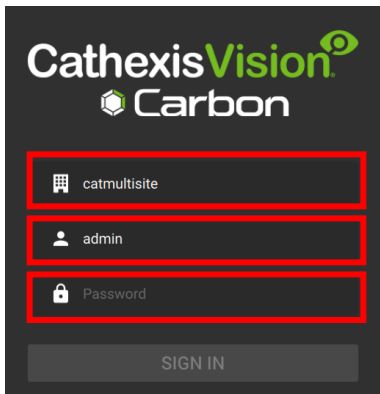 CathexisVision
Carbon
catmultisite
admin
Password
SIGN IN